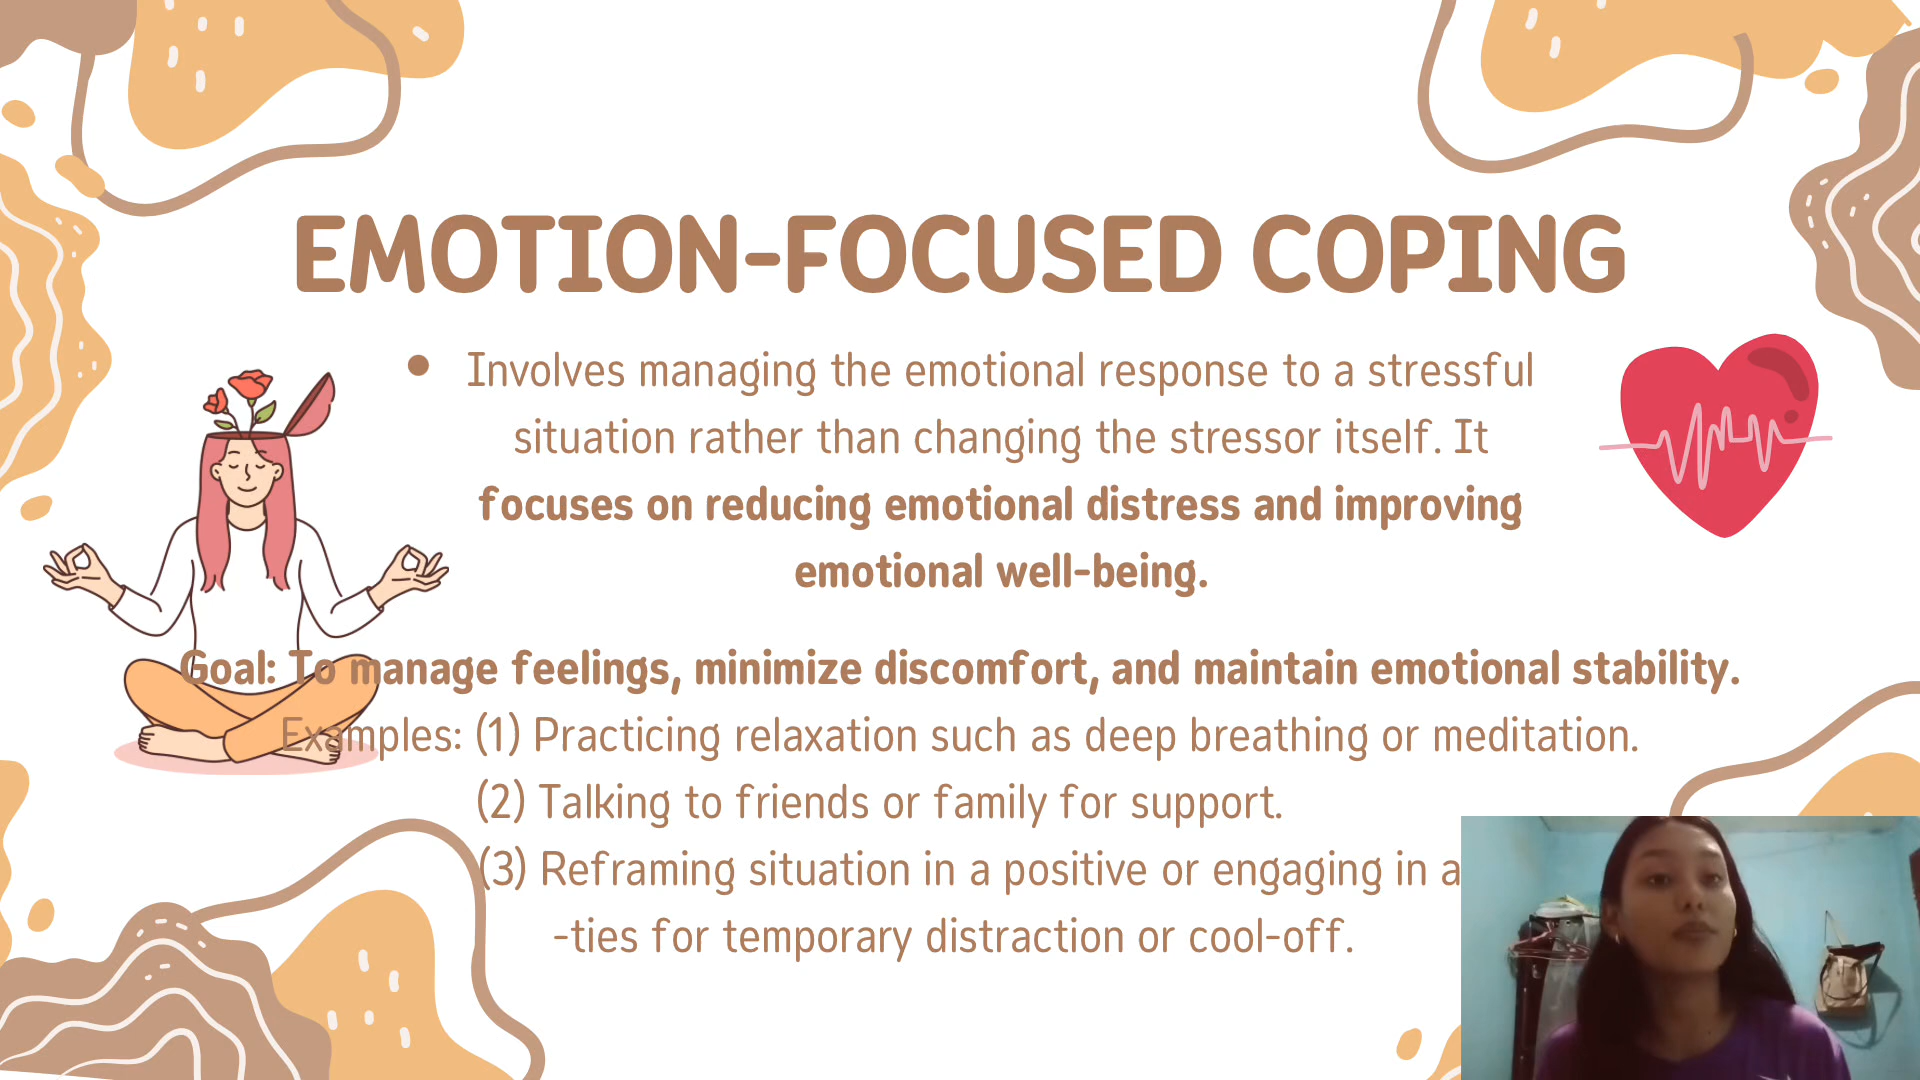 EMOTION-FOCUSED COPING
• Involves managing the emotional response to a stressful
situation rather than changing the stressor itself. It
focuses on reducing emotional distress and improving
emotional well-being.
Goal: To manage feelings, minimize discomfort, and maintain emotional stability.
Examples: (1) Practicing relaxation such as deep breathing or meditation.
(2) Talking to friends or family for support.
(3) Reframing situation in a positive or engaging in
-ties for temporary distraction or cool-off.